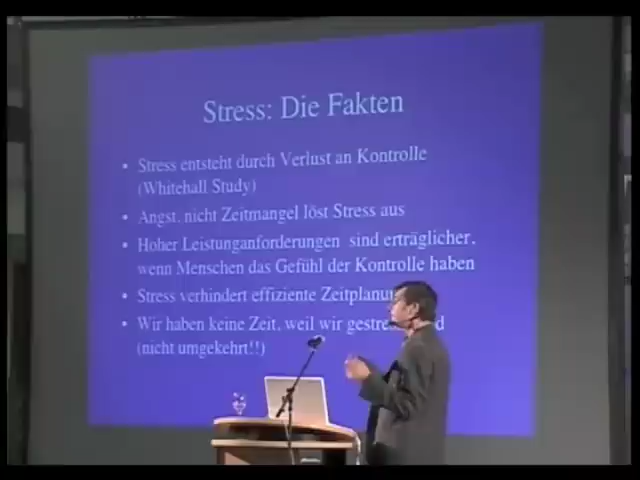 Stress: Die Fakten
• Stress entsteht durch Verlust an Kontrolle
(Whitehall Study)
• Angst, nicht Zeitmangel löst Stress aus
• Hoher Leistunganforderungen sind erträglicher,
wenn Menschen das Gefühl der Kontrolle haben
• Stress verhindert effiziente
• Wir haben keine Zeit, weil wir
(nicht umgekehrt!!)